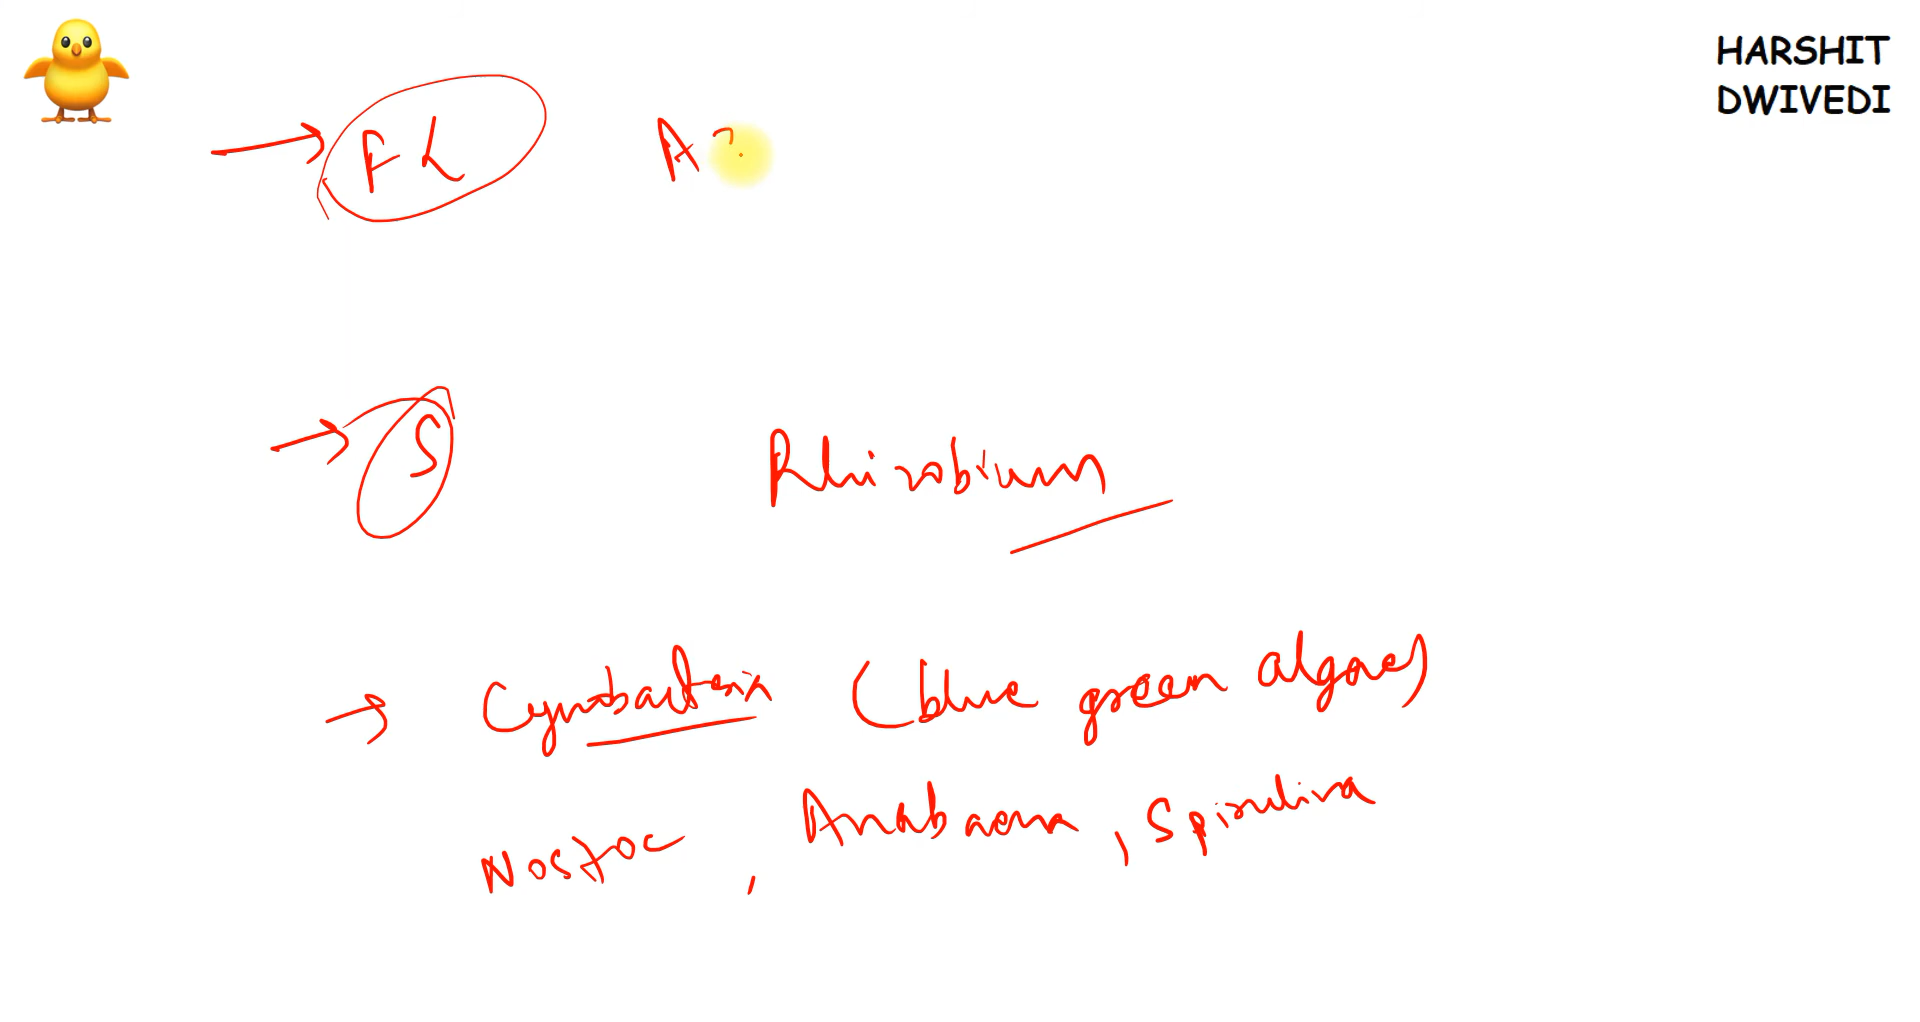 HARSHIT
DWIVEDI
→ FL A
→ S Rhizobium
→ Cynobacteria (blue green algae)
Nostoc, Anabaena, Spirulina